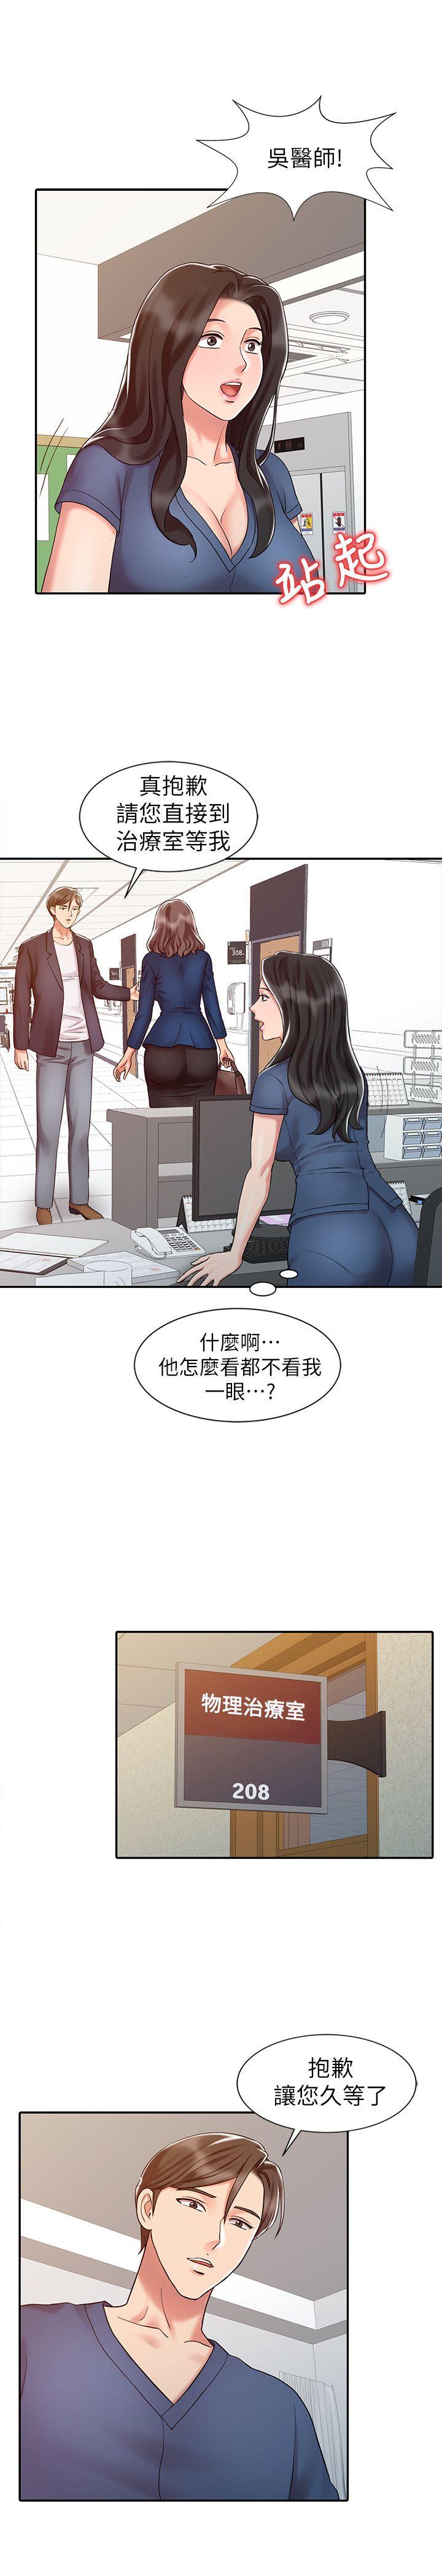 吳醫師!
站起
真抱歉
請您直接到
治療室等我
308.
什麼啊…
他怎麼看都不看我
一眼…?
物理治療室
208
抱歉
讓您久等了